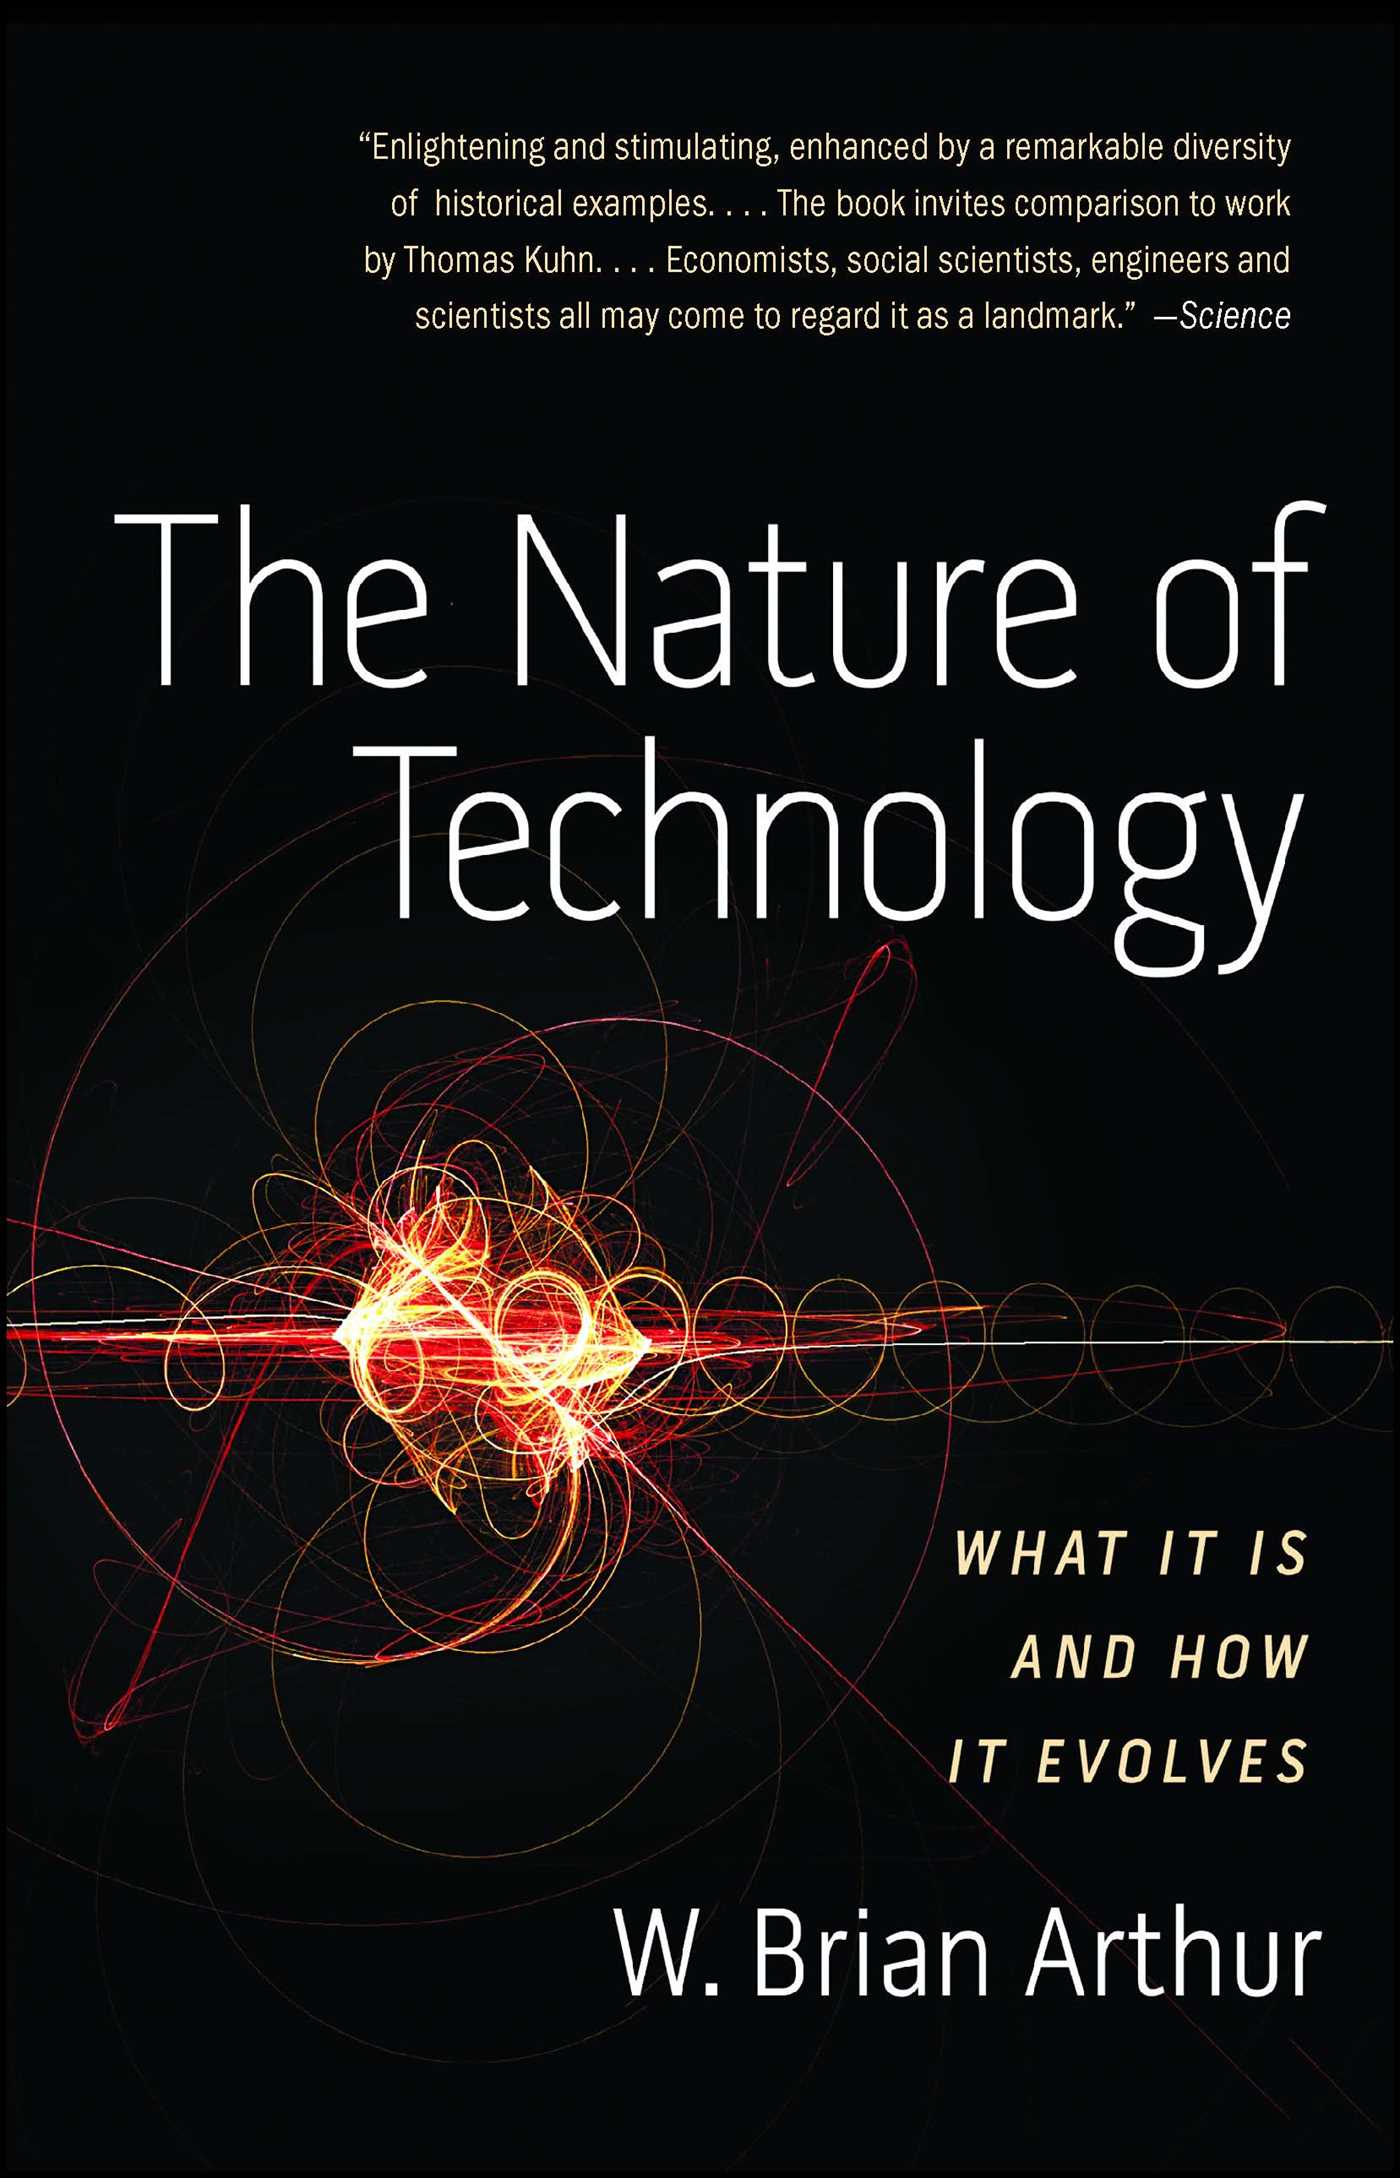 “Enlightening and stimulating, enhanced by a remarkable diversity
of historical examples. . . . The book invites comparison to work
by Thomas Kuhn. . . . Economists, social scientists, engineers and
scientists all may come to regard it as a landmark.” —Science
The Nature of
Technology
WHAT IT IS
AND HOW
IT EVOLVES
W. Brian Arthur